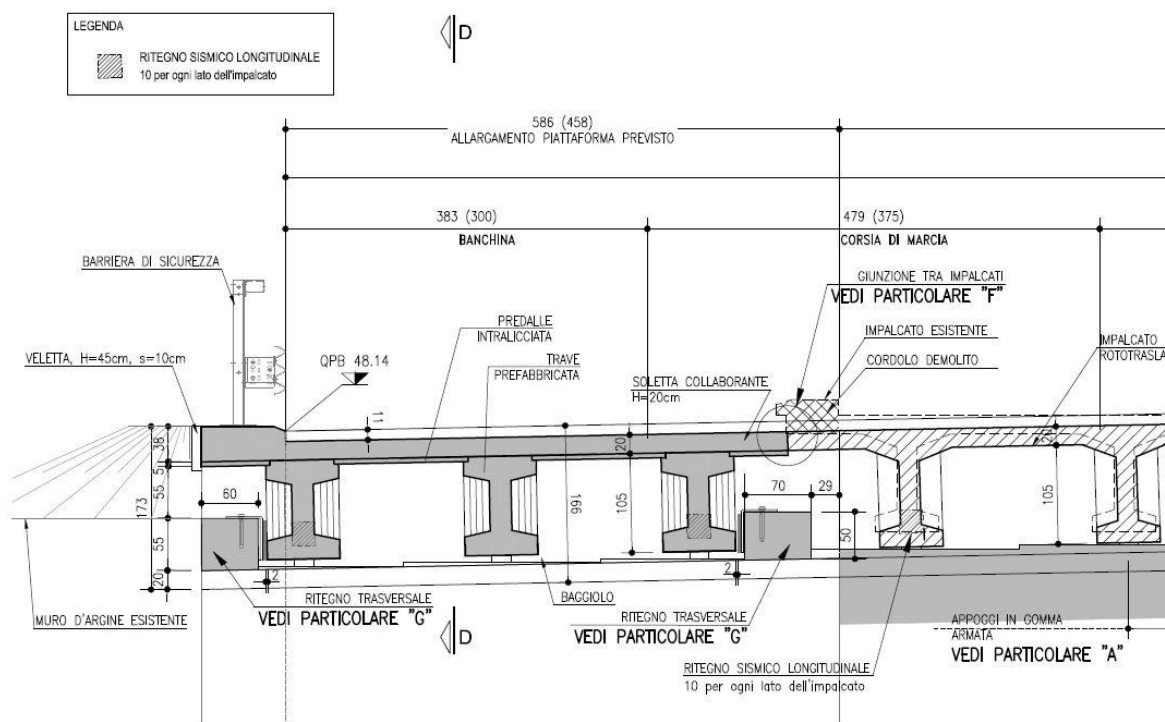 LEGENDA
RITEGNO SISMICO LONGITUDINALE
10 per ogni lato dell'impalcato
D
586 (458)
ALLARGAMENTO PIATTAFORMA PREVISTO
383 (300)
BANCHINA
479 (375)
CORSIA DI MARCIA
BARRIERA DI SICUREZZA
GIUNZIONE TRA IMPALCATI
VEDI PARTICOLARE "F"
PREDALLE
INTRALICCIATA
IMPALCATO ESISTENTE
CORDOLO DEMOLITO
IMPALCATO
ROTOTRASLA
VELETTA, H=45cm, s=10cm
QPB 48.14
TRAVE
PREFABBRICATA
SOLETTA COLLABORANTE
H=20cm
11
20
38
5
55
173
55
20
60
169
105
70
29
50
105
2
2
BAGGIOLO
MURO D'ARGINE ESISTENTE
RITEGNO TRASVERSALE
VEDI PARTICOLARE "G"
D
RITEGNO TRASVERSALE
VEDI PARTICOLARE "G"
APPOGGI IN GOMMA
ARMATA
VEDI PARTICOLARE "A"
RITEGNO SISMICO LONGITUDINALE
10 per ogni lato dell'impalcato